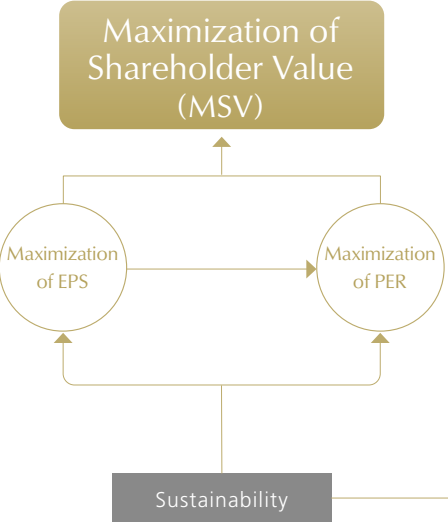 Maximization of
Shareholder Value
(MSV)
Maximization
of EPS
Maximization
of PER
Sustainability